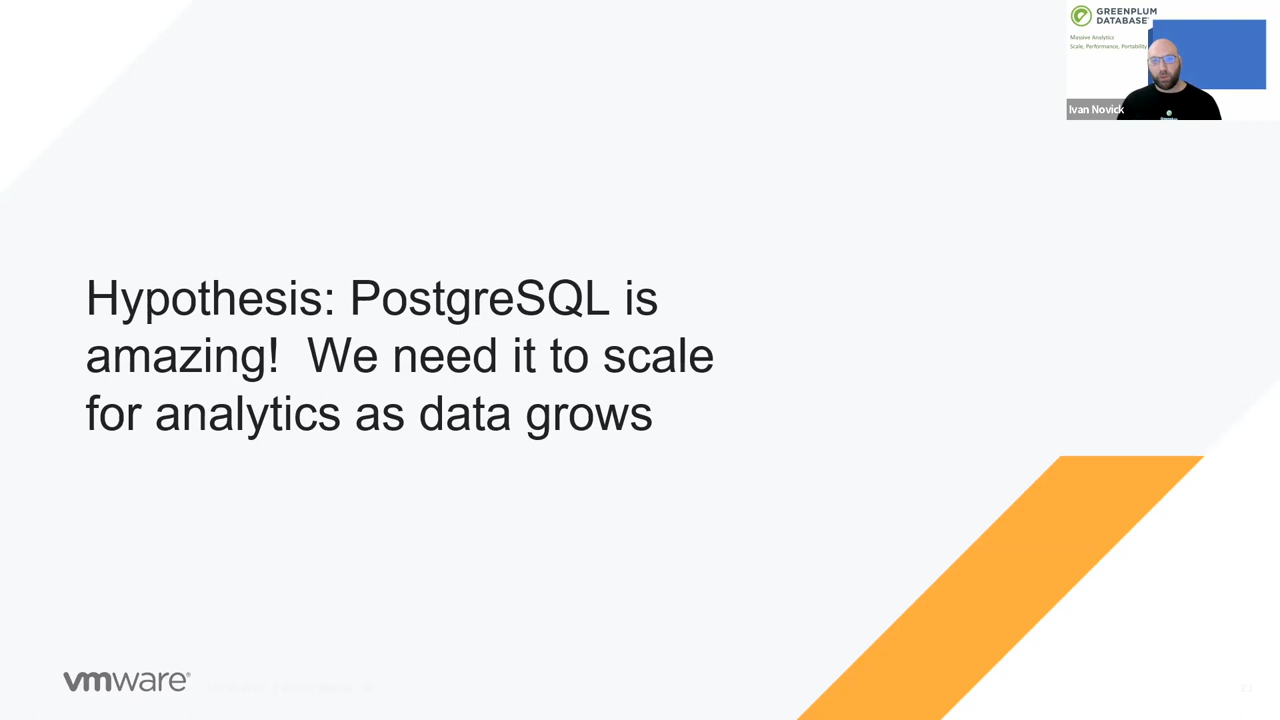 GREENPLUM
DATABASE
Massive Analytics
Scale, Performance, Portability
Ivan Novick
Hypothesis: PostgreSQL is
amazing!  We need it to scale
for analytics as data grows
vmware®